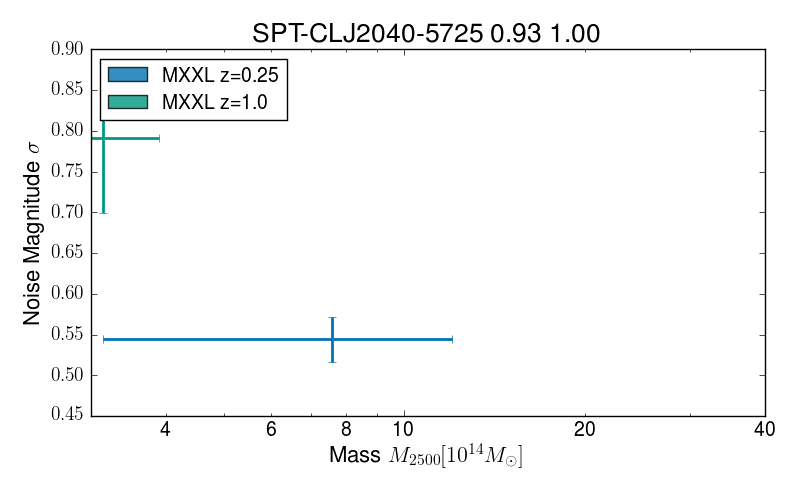 SPT-CLJ2040-5725 0.93 1.00
0.90
0.85
0.80
0.75
0.70
0.65
0.60
0.55
0.50
0.45
Noise Magnitude σ
MXXL z=0.25
MXXL z=1.0
4 6 8 10 20 40
Mass M₂₅₀₀[10¹⁴M⊙]